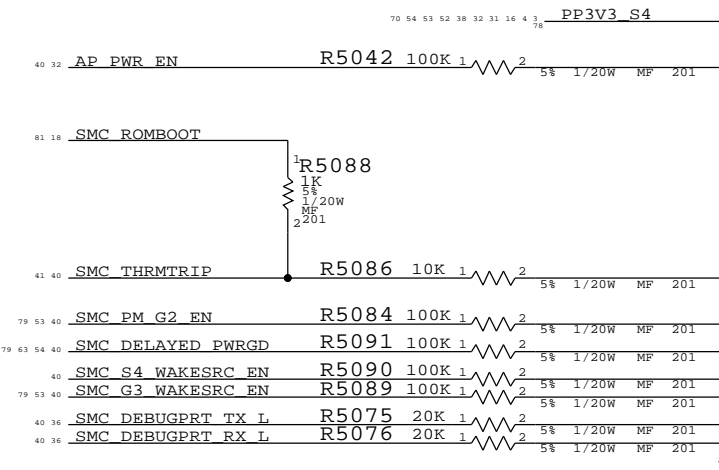 70 54 53 52 38 32 31 16 4 3 PP3V3_S4
78
40 32 AP_PWR_EN R5042 100K 1 2
5% 1/20W MF 201
81 18 SMC_ROMBOOT
1 R5088
1K
5%
1/20W
MF
2 201
41 40 SMC_THRMTRIP R5086 10K 1 2
5% 1/20W MF 201
79 53 40 SMC_PM_G2_EN R5084 100K 1 2
5% 1/20W MF 201
79 63 54 40 SMC_DELAYED_PWRGD R5091 100K 1 2
5% 1/20W MF 201
40 SMC_S4_WAKESRC_EN R5090 100K 1 2
5% 1/20W MF 201
79 53 40 SMC_G3_WAKESRC_EN R5089 100K 1 2
5% 1/20W MF 201
40 36 SMC_DEBUGPRT_TX_L R5075 20K 1 2
5% 1/20W MF 201
40 36 SMC_DEBUGPRT_RX_L R5076 20K 1 2
5% 1/20W MF 201